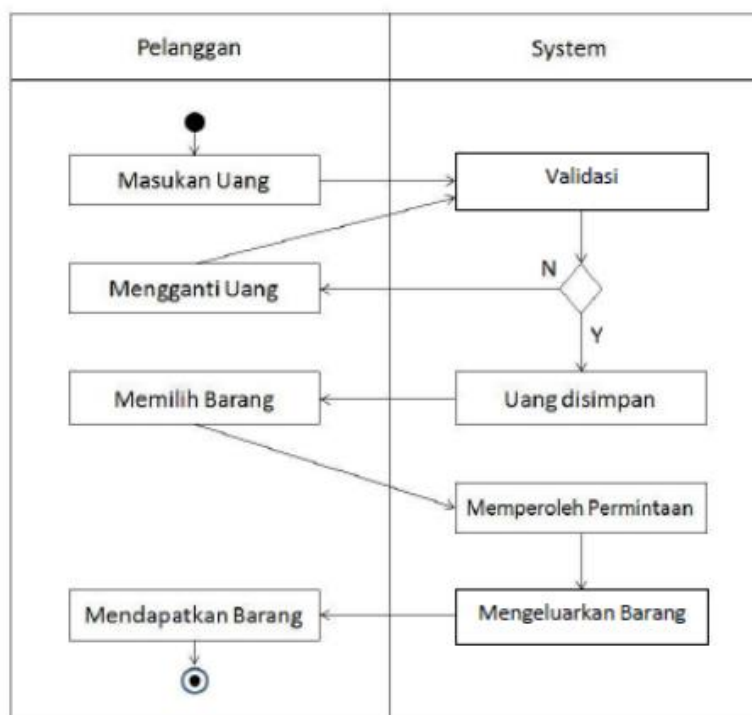 Pelanggan
System
Masukan Uang
Validasi
N
Mengganti Uang
Y
Memilih Barang
Uang disimpan
Memperoleh Permintaan
Mendapatkan Barang
Mengeluarkan Barang